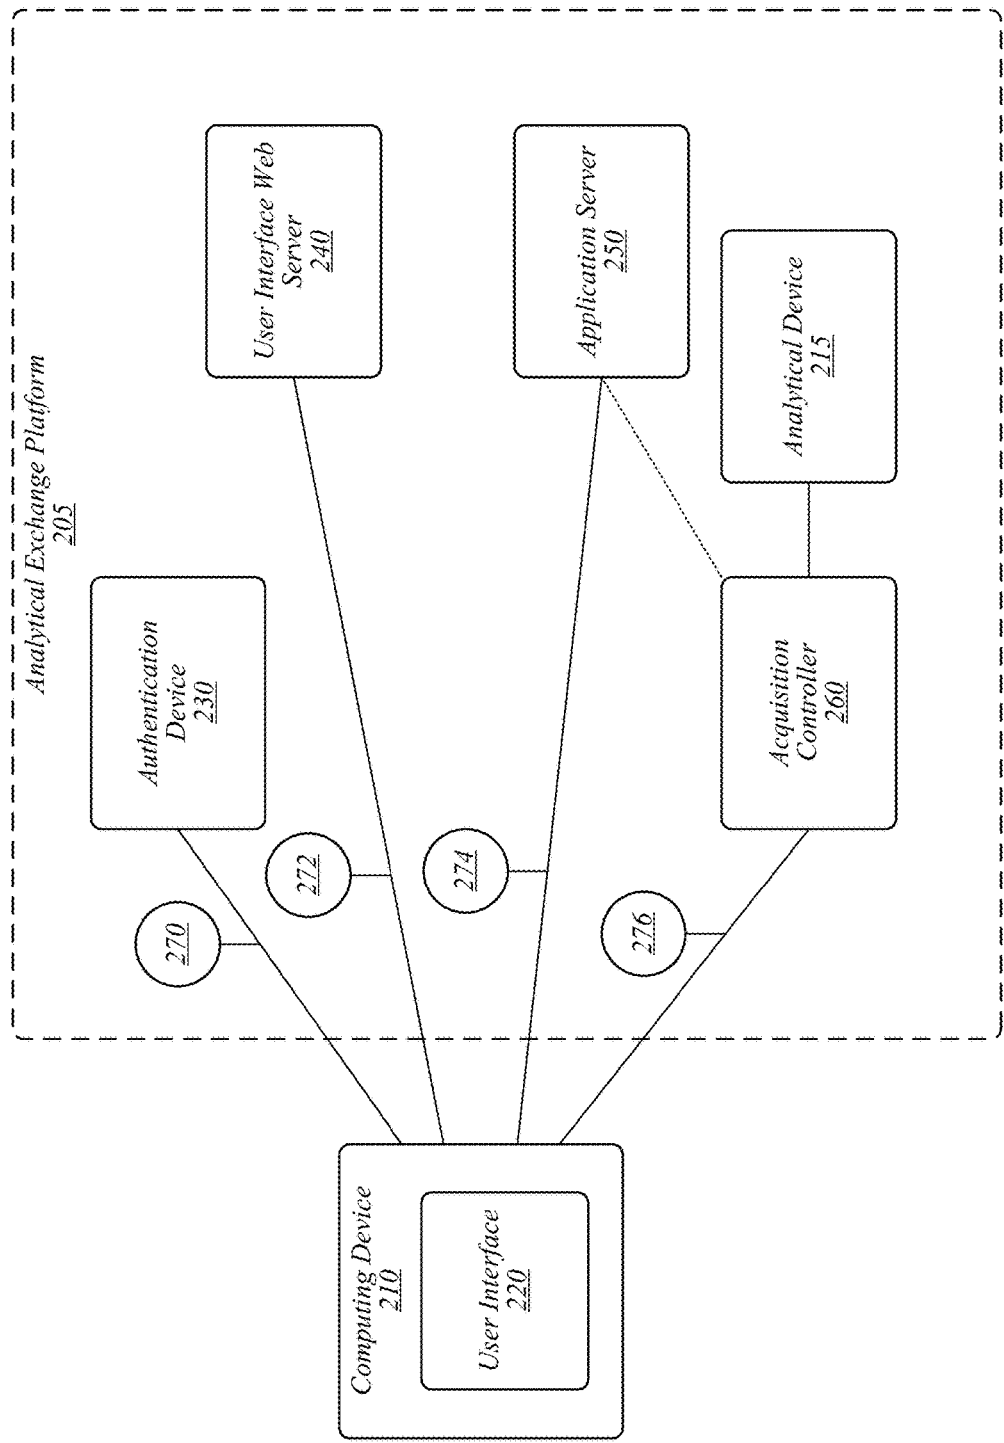 Analytical Exchange Platform
205
Authentication
Device
230
User Interface Web
Server
240
270
272
Computing Device
210
User Interface
220
274
Application Server
250
276
Acquisition
Controller
260
Analytical Device
215